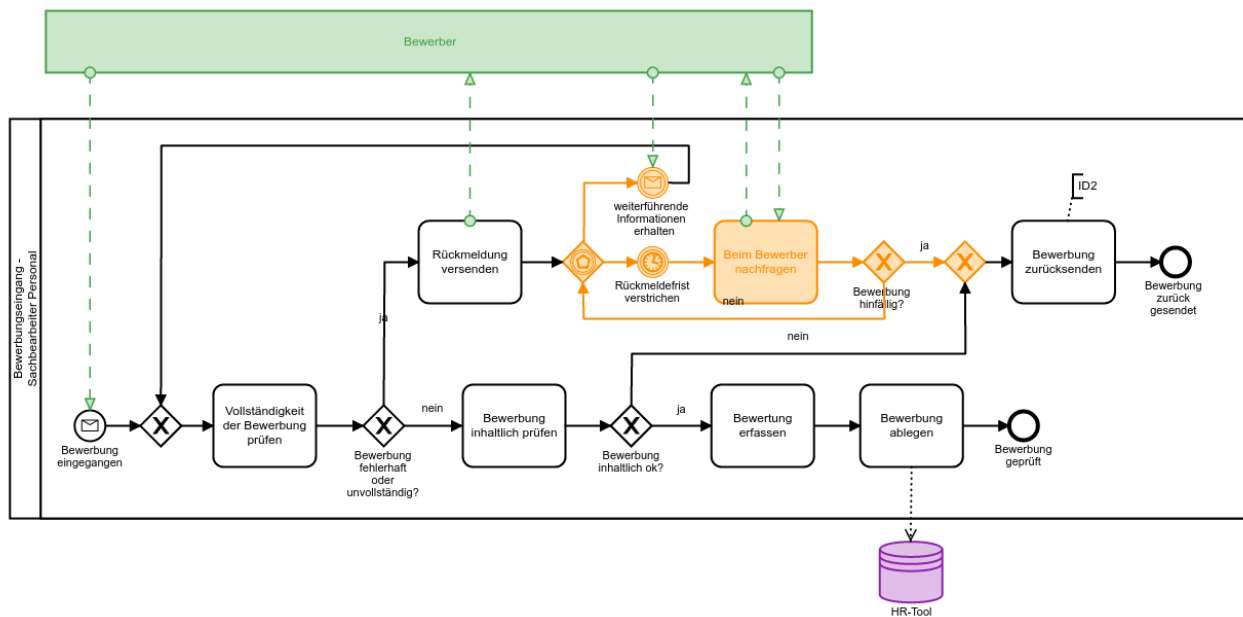 Bewerber
Bewerbungseingang -
Sachbearbeiter Personal
weiterführende
Informationen
erhalten
ID2
Rückmeldung
versenden
Rückmeldefrist
verstrichen
Beim Bewerber
nachfragen
nein
Bewerbung
hinfällig?
ja
Bewerbung
zurücksenden
Bewerbung
zurück
gesendet
ja
nein
Bewerbung
eingegangen
Vollständigkeit
der Bewerbung
prüfen
Bewerbung
fehlerhaft
oder
unvollständig?
nein
Bewerbung
inhaltlich prüfen
Bewerbung
inhaltlich ok?
ja
Bewertung
erfassen
Bewerbung
ablegen
Bewerbung
geprüft
HR-Tool